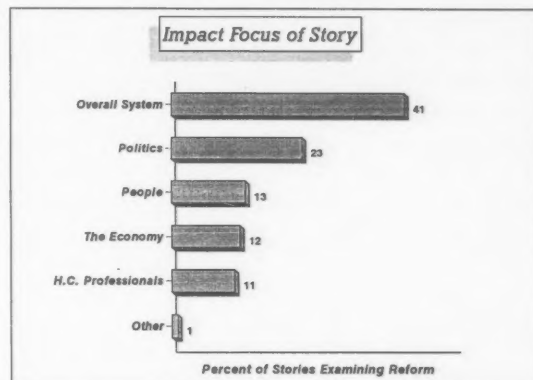 Impact Focus of Story
Overall System 41
Politics 23
People 13
The Economy 12
H.C. Professionals 11
Other 1
Percent of Stories Examining Reform